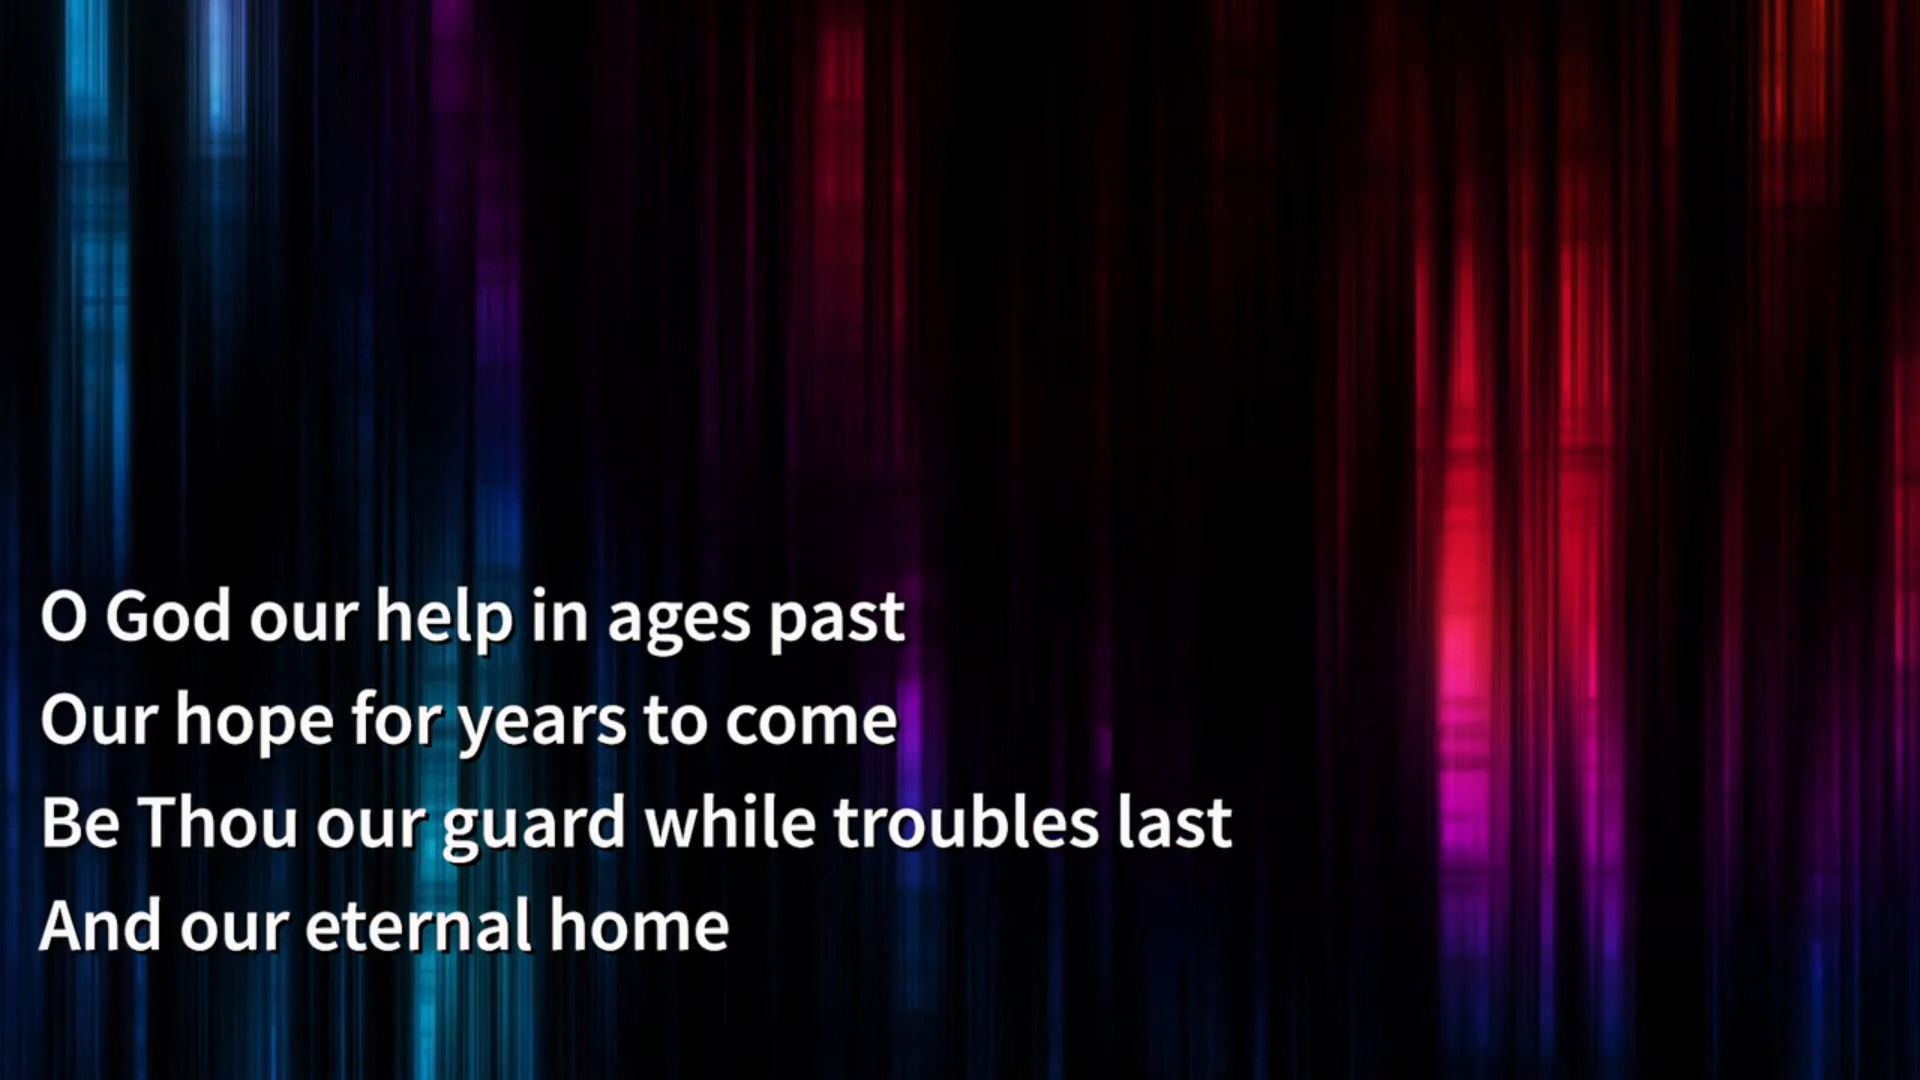 O God our help in ages past
Our hope for years to come
Be Thou our guard while troubles last
And our eternal home